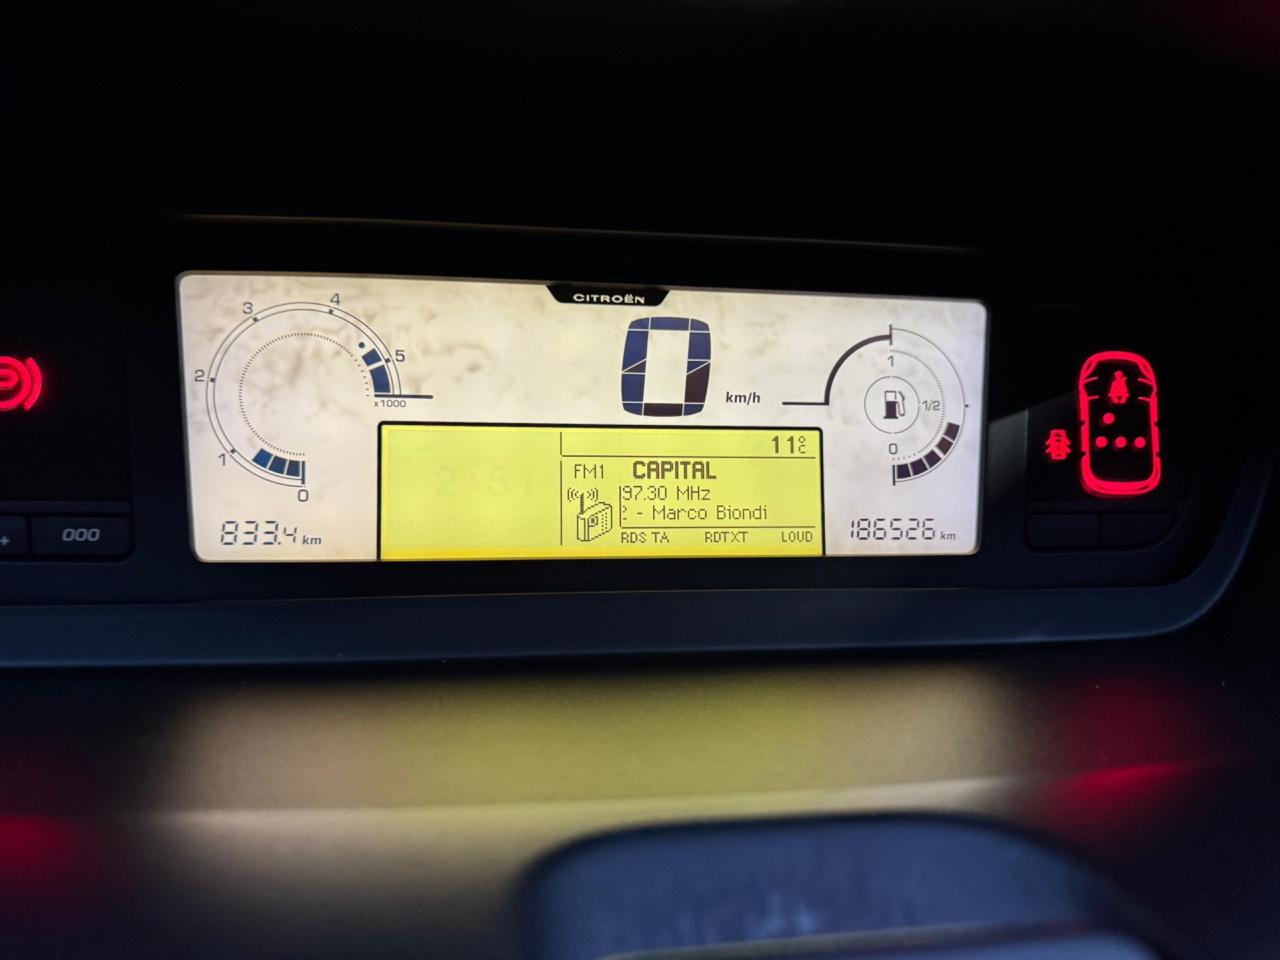 CITROËN
4
3
5
2
x1000
1
0
0
km/h
1
1/2
0
11°C
FM1 CAPITAL
97.30 MHz
- Marco Biondi
RDS TA RDTXT LOUD
833.4 km
186526 km
000
+